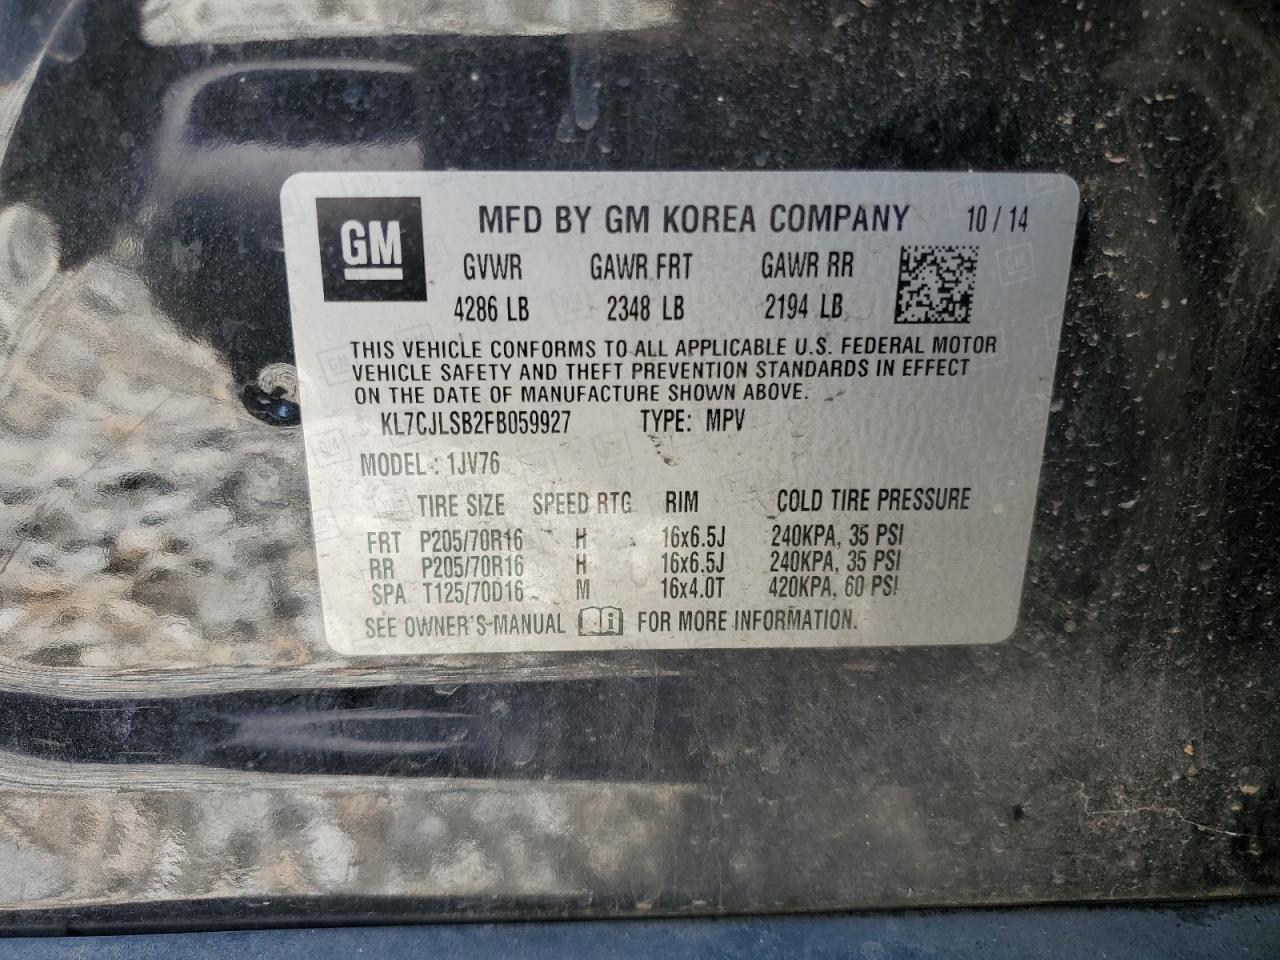 GM MFD BY GM KOREA COMPANY 10 / 14
GVWR GAWR FRT GAWR RR
4286 LB 2348 LB 2194 LB
THIS VEHICLE CONFORMS TO ALL APPLICABLE U.S. FEDERAL MOTOR
VEHICLE SAFETY AND THEFT PREVENTION STANDARDS IN EFFECT
ON THE DATE OF MANUFACTURE SHOWN ABOVE.
KL7CJLSB2FB059927 TYPE: MPV
MODEL : 1JV76
TIRE SIZE SPEED RTG RIM COLD TIRE PRESSURE
FRT P205/70R16 H 16x6.5J 240KPA, 35 PSI
RR P205/70R16 H 16x6.5J 240KPA, 35 PSI
SPA T125/70D16 M 16x4.0T 420KPA, 60 PSI
SEE OWNER'S MANUAL FOR MORE INFORMATION.